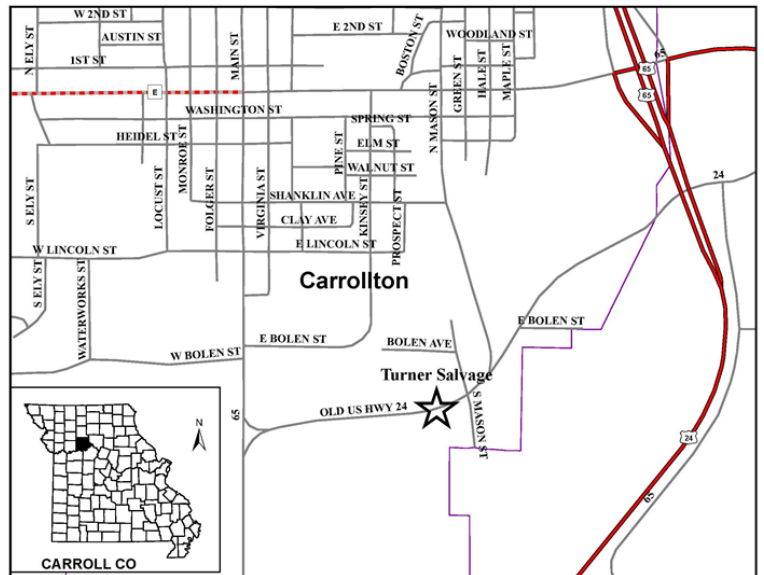 W 2ND ST
N ELY ST
AUSTIN ST
1ST ST
MAIN ST
E 2ND ST
BOSTON ST
WOODLAND ST
GREEN ST
HALE ST
MAPLE ST
65
65
65
E
WASHINGTON ST
SPRING ST
N MASON ST
HEIDEL ST
MONROE ST
ELM ST
PINE ST
WALNUT ST
24
S ELY ST
LOCUST ST
FOLGER ST
VIRGINIA ST
SHANKLIN AVE
KINSEY ST
PROSPECT ST
CLAY AVE
W LINCOLN ST
E LINCOLN ST
S ELY ST
WATERWORKS ST
Carrollton
E BOLEN ST
E BOLEN ST
BOLEN AVE
W BOLEN ST
Turner Salvage
OLD US HWY 24
S MASON ST
65
N
24
65
CARROLL CO